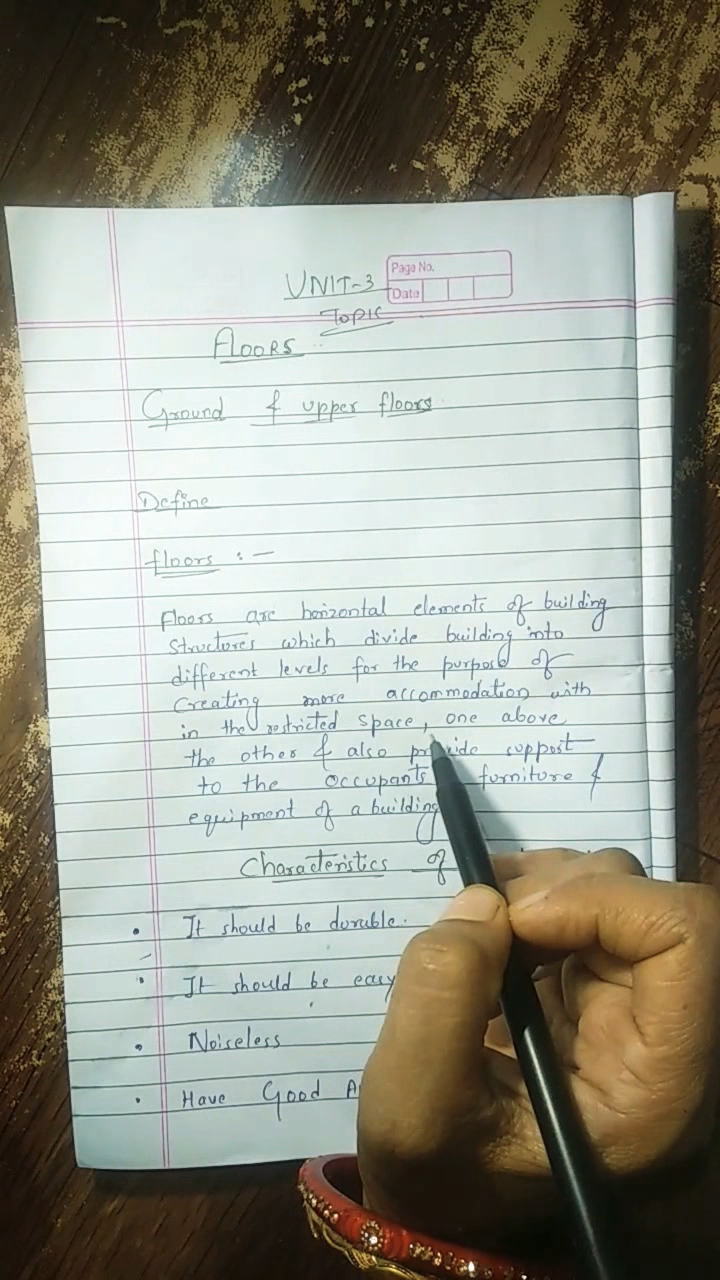 UNIT-3
Page No.
Date
Topic
Floors
Ground & upper floors.
Define
floors :-
Floors are horizontal elements of building
structures which divide building into
different levels for the purpose of
creating more accommodation with
in the restricted space, one above
the other & also provide support
to the occupants furniture &
equipment of a building
Characteristics of
It should be durable.
It should be easy
Noiseless
Have Good